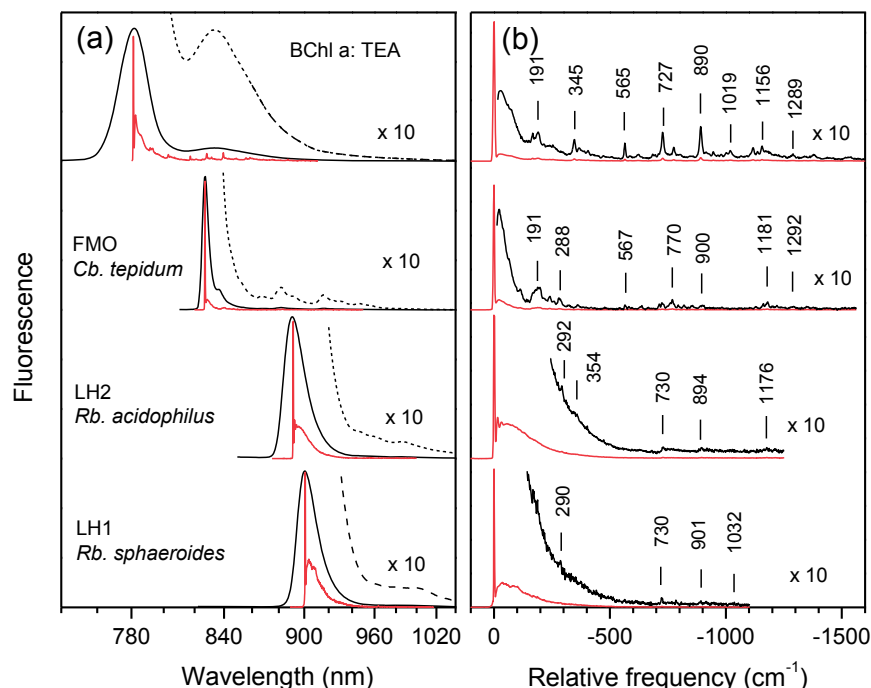 (a)
BChl a: TEA
x 10
FMO
Cb. tepidum
x 10
LH2
Rb. acidophilus
x 10
LH1
Rb. sphaeroides
x 10
Fluorescence
780 840 900 960 1020
Wavelength (nm)
(b)
191 345 565 727 890 1019 1156 1289
x 10
191 288 567 770 900 1181 1292
x 10
292 354 730 894 1176
x 10
290 730 901 1032
x 10
0 -500 -1000 -1500
Relative frequency (cm⁻¹)